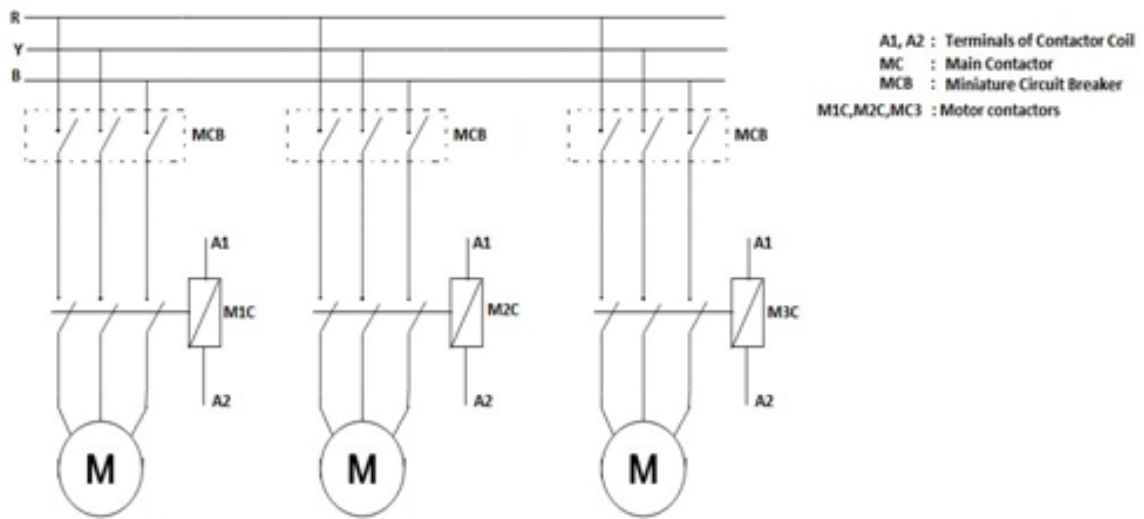 R
Y
B
A1, A2 : Terminals of Contactor Coil
MC : Main Contactor
MCB : Miniature Circuit Breaker
M1C,M2C,MC3 : Motor contactors
MCB
MCB
MCB
A1
A1
A1
M1C
M2C
M3C
A2
A2
A2
M
M
M